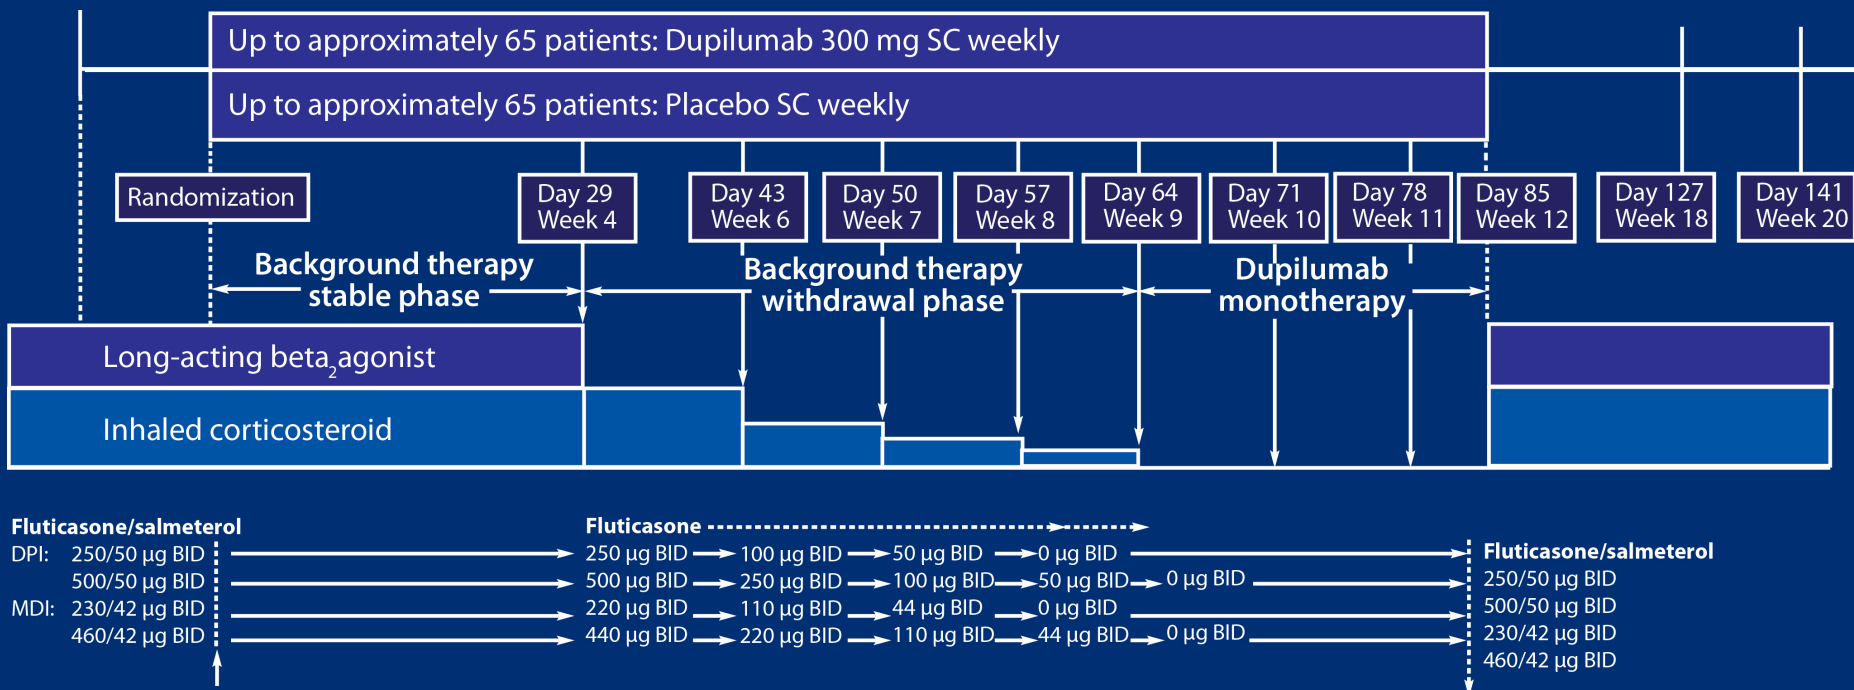 Up to approximately 65 patients: Dupilumab 300 mg SC weekly
Up to approximately 65 patients: Placebo SC weekly
Randomization
Day 29
Week 4
Day 43
Week 6
Day 50
Week 7
Day 57
Week 8
Day 64
Week 9
Day 71
Week 10
Day 78
Week 11
Day 85
Week 12
Day 127
Week 18
Day 141
Week 20
Background therapy
stable phase
Background therapy
withdrawal phase
Dupilumab
monotherapy
Long-acting beta₂agonist
Inhaled corticosteroid
Fluticasone/salmeterol
DPI: 250/50 µg BID
500/50 µg BID
MDI: 230/42 µg BID
460/42 µg BID
Fluticasone
250 µg BID 100 µg BID 50 µg BID 0 µg BID
500 µg BID 250 µg BID 100 µg BID 50 µg BID 0 µg BID
220 µg BID 110 µg BID 44 µg BID 0 µg BID
440 µg BID 220 µg BID 110 µg BID 44 µg BID 0 µg BID
Fluticasone/salmeterol
250/50 µg BID
500/50 µg BID
230/42 µg BID
460/42 µg BID